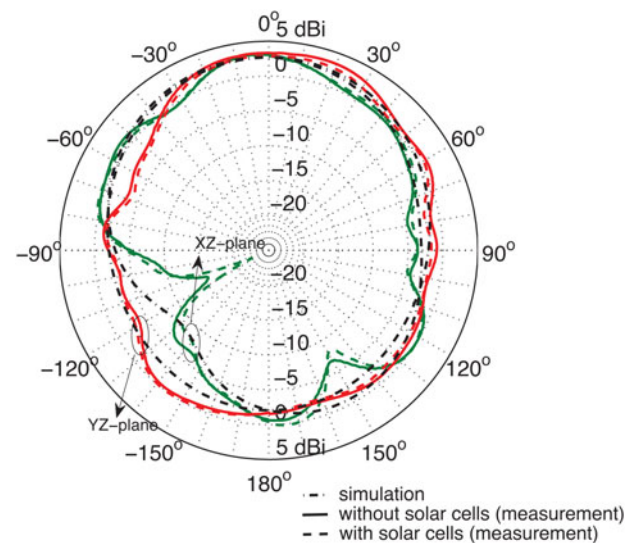 0° 5 dBi
−30° 30°
0
−5
−60° 60°
−10
−15
−20
XZ−plane
−90° 90°
−20
−15
−10
−120° 120°
−5
0
YZ−plane
−150° 5 dBi 150°
180°
simulation
without solar cells (measurement)
with solar cells (measurement)